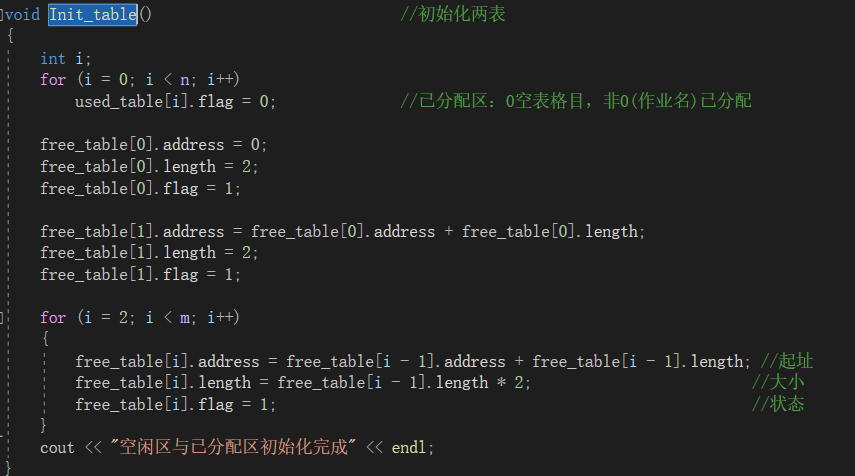 void Init_table() //初始化两表
{
int i;
for (i = 0; i < n; i++)
used_table[i].flag = 0; //已分配区：0空表格目，非0(作业名)已分配
free_table[0].address = 0;
free_table[0].length = 2;
free_table[0].flag = 1;
free_table[1].address = free_table[0].address + free_table[0].length;
free_table[1].length = 2;
free_table[1].flag = 1;
for (i = 2; i < m; i++)
{
free_table[i].address = free_table[i - 1].address + free_table[i - 1].length; //起址
free_table[i].length = free_table[i - 1].length * 2; //大小
free_table[i].flag = 1; //状态
}
cout << "空闲区与已分配区初始化完成" << endl;
}